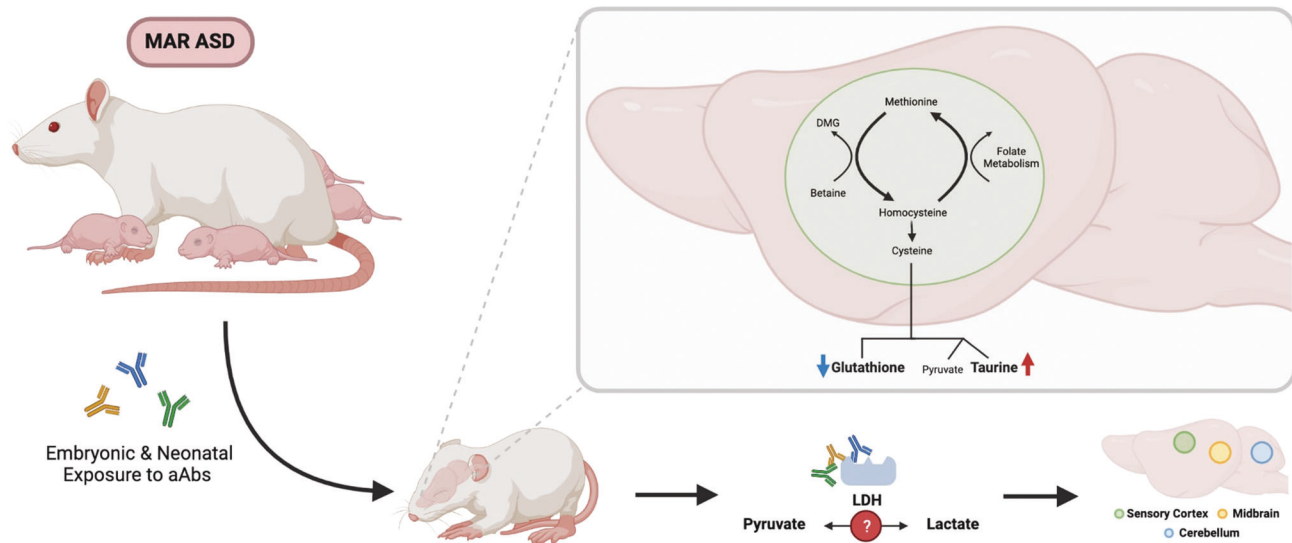 MAR ASD
Methionine
DMG
Folate
Metabolism
Betaine
Homocysteine
Cysteine
Glutathione
Pyruvate
Taurine
Embryonic & Neonatal
Exposure to aAbs
LDH
Pyruvate
?
Lactate
Sensory Cortex
Midbrain
Cerebellum